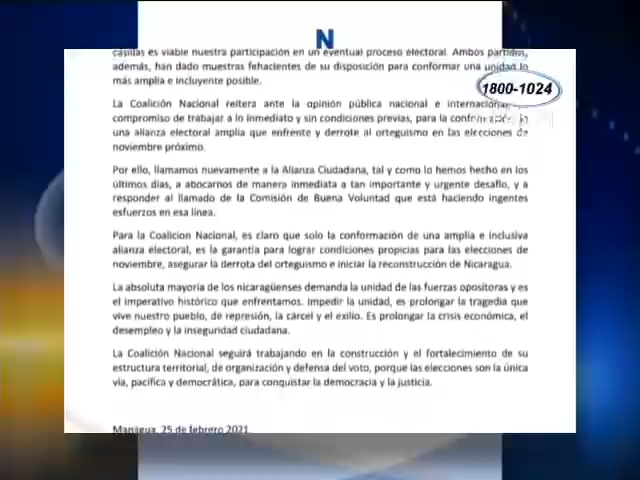 N
capillas es viable nuestra participación en un eventual proceso electoral. Ambos partidos,
además, han dado muestras fehacientes de su disposición para conformar una unidad lo
más amplia e incluyente posible.
1800-1024
La Coalición Nacional reitera ante la opinión pública nacional e internacional
compromiso de trabajar a lo inmediato y sin condiciones previas, para la
una alianza electoral amplia que enfrente y derrote al orteguismo en las elecciones de
noviembre próximo.
Por ello, llamamos nuevamente a la Alianza Ciudadana, tal y como lo hemos hecho en los
últimos días, a abocarnos de manera inmediata a tan importante y urgente desafío, y a
responder al llamado de la Comisión de Buena Voluntad que está haciendo ingentes
esfuerzos en esa línea.
Para la Coalicion Nacional, es claro que solo la conformación de una amplia e inclusiva
alianza electoral, es la garantía para lograr condiciones propicias para las elecciones de
noviembre, asegurar la derrota del orteguismo e iniciar la reconstrucción de Nicaragua.
La absoluta mayoría de los nicaragüenses demanda la unidad de las fuerzas opositoras y es
el imperativo histórico que enfrentamos. Impedir la unidad, es prolongar la tragedia que
vive nuestro pueblo, de represión, la cárcel y el exilio. Es prolongar la crisis económica, el
desempleo y la inseguridad ciudadana.
La Coalición Nacional seguirá trabajando en la construcción y el fortalecimiento de su
estructura territorial, de organización y defensa del voto, porque las elecciones son la única
vía, pacífica y democrática, para conquistar la democracia y la justicia.
Managua, 25 de febrero 2021